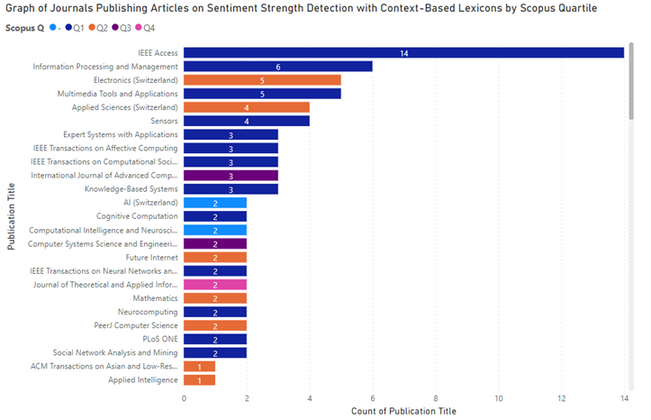 Graph of Journals Publishing Articles on Sentiment Strength Detection with Context-Based Lexicons by Scopus Quartile
Scopus Q - Q1 Q2 Q3 Q4
IEEE Access 14
Information Processing and Management 6
Electronics (Switzerland) 5
Multimedia Tools and Applications 5
Applied Sciences (Switzerland) 4
Sensors 4
Expert Systems with Applications 3
IEEE Transactions on Affective Computing 3
IEEE Transactions on Computational Soci... 3
International Journal of Advanced Comp... 3
Knowledge-Based Systems 3
AI (Switzerland) 2
Cognitive Computation 2
Computational Intelligence and Neurosci... 2
Computer Systems Science and Engineeri... 2
Future Internet 2
IEEE Transactions on Neural Networks an... 2
Journal of Theoretical and Applied Infor... 2
Mathematics 2
Neurocomputing 2
PeerJ Computer Science 2
PLoS ONE 2
Social Network Analysis and Mining 2
ACM Transactions on Asian and Low-Res... 1
Applied Intelligence 1
Publication Title
0 2 4 6 8 10 12 14
Count of Publication Title